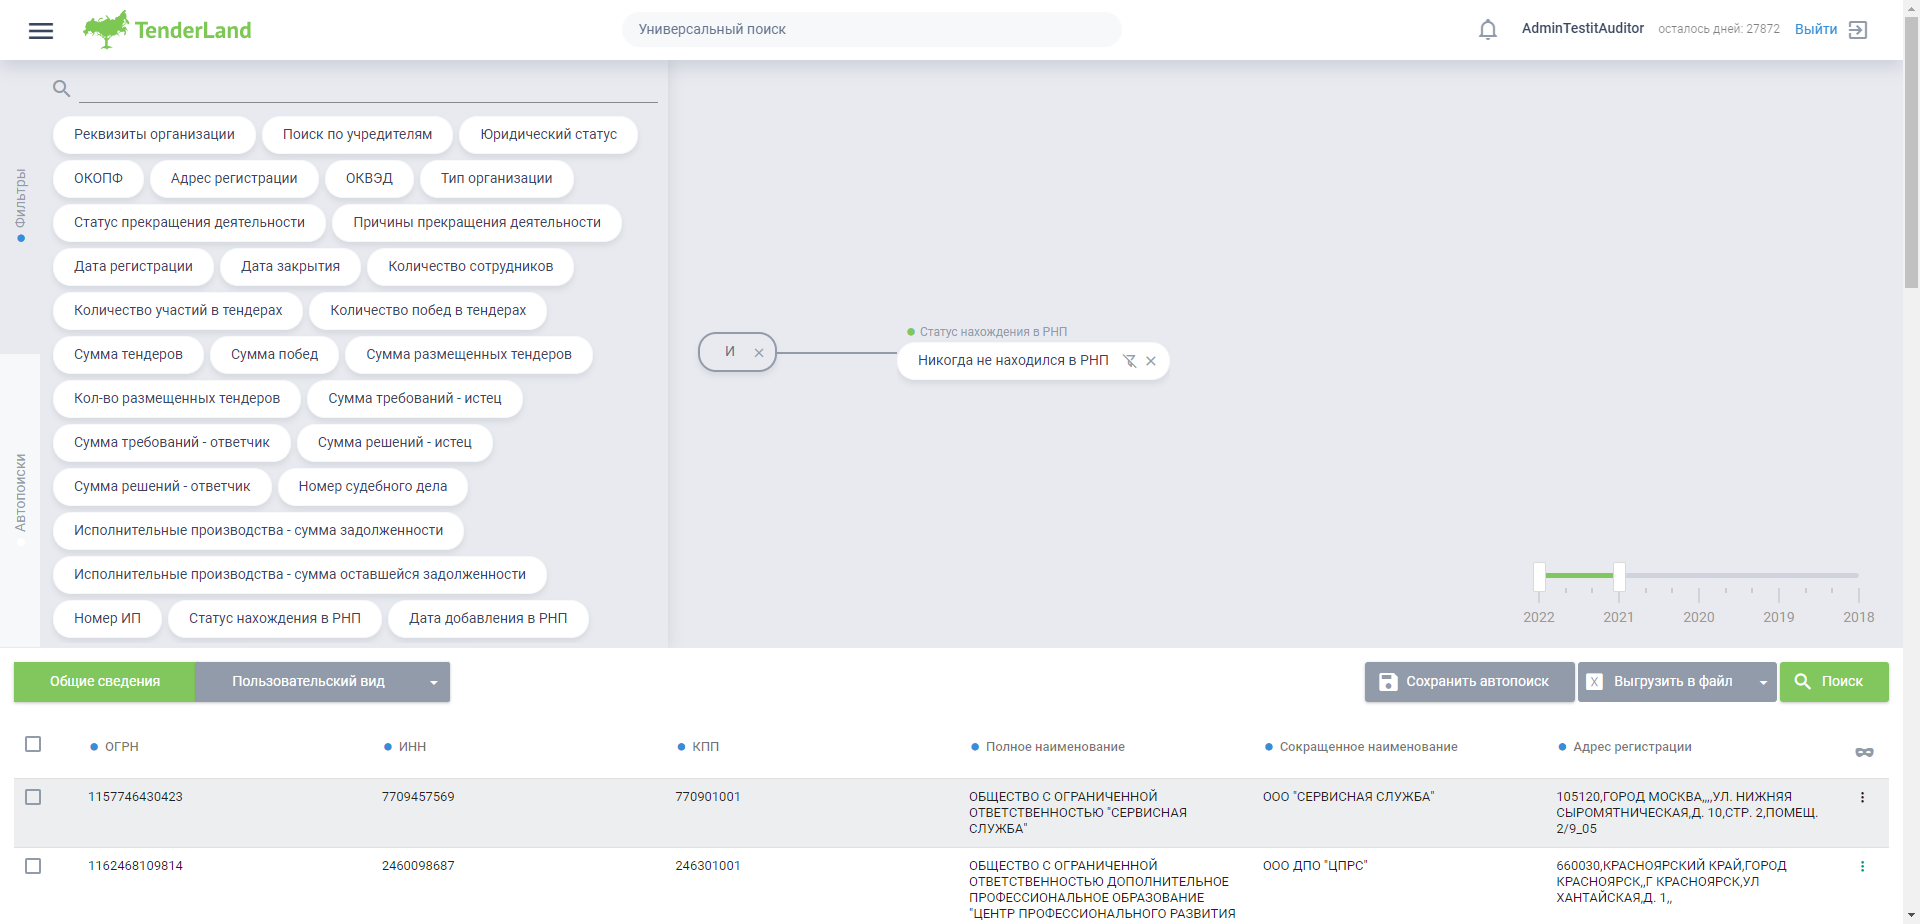 TenderLand
Универсальный поиск
AdminTestitAuditor осталось дней: 27872 Выйти
Фильтры
Автопоиски
Реквизиты организации Поиск по учредителям Юридический статус
ОКОПФ Адрес регистрации ОКВЭД Тип организации
Статус прекращения деятельности Причины прекращения деятельности
Дата регистрации Дата закрытия Количество сотрудников
Количество участий в тендерах Количество побед в тендерах
Сумма тендеров Сумма побед Сумма размещенных тендеров
Кол-во размещенных тендеров Сумма требований - истец
Сумма требований - ответчик Сумма решений - истец
Сумма решений - ответчик Номер судебного дела
Исполнительные производства - сумма задолженности
Исполнительные производства - сумма оставшейся задолженности
Номер ИП Статус нахождения в РНП Дата добавления в РНП
И
Статус нахождения в РНП
Никогда не находился в РНП
2022 2021 2020 2019 2018
Общие сведения Пользовательский вид Сохранить автопоиск X Выгрузить в файл Поиск
ОГРН ИНН КПП Полное наименование Сокращенное наименование Адрес регистрации
1157746430423 7709457569 770901001 ОБЩЕСТВО С ОГРАНИЧЕННОЙ ООО "СЕРВИСНАЯ СЛУЖБА" 105120,ГОРОД МОСКВА,,,,УЛ. НИЖНЯЯ
ОТВЕТСТВЕННОСТЬЮ "СЕРВИСНАЯ СЫРОМЯТНИЧЕСКАЯ,Д. 10,СТР. 2,ПОМЕЩ.
СЛУЖБА" 2/9_05
1162468109814 2460098687 246301001 ОБЩЕСТВО С ОГРАНИЧЕННОЙ ООО ДПО "ЦПРС" 660030,КРАСНОЯРСКИЙ КРАЙ,ГОРОД
ОТВЕТСТВЕННОСТЬЮ ДОПОЛНИТЕЛЬНОЕ КРАСНОЯРСК,,Г КРАСНОЯРСК,УЛ
ПРОФЕССИОНАЛЬНОЕ ОБРАЗОВАНИЕ ХАНТАЙСКАЯ,Д. 1,,
"ЦЕНТР ПРОФЕССИОНАЛЬНОГО РАЗВИТИЯ